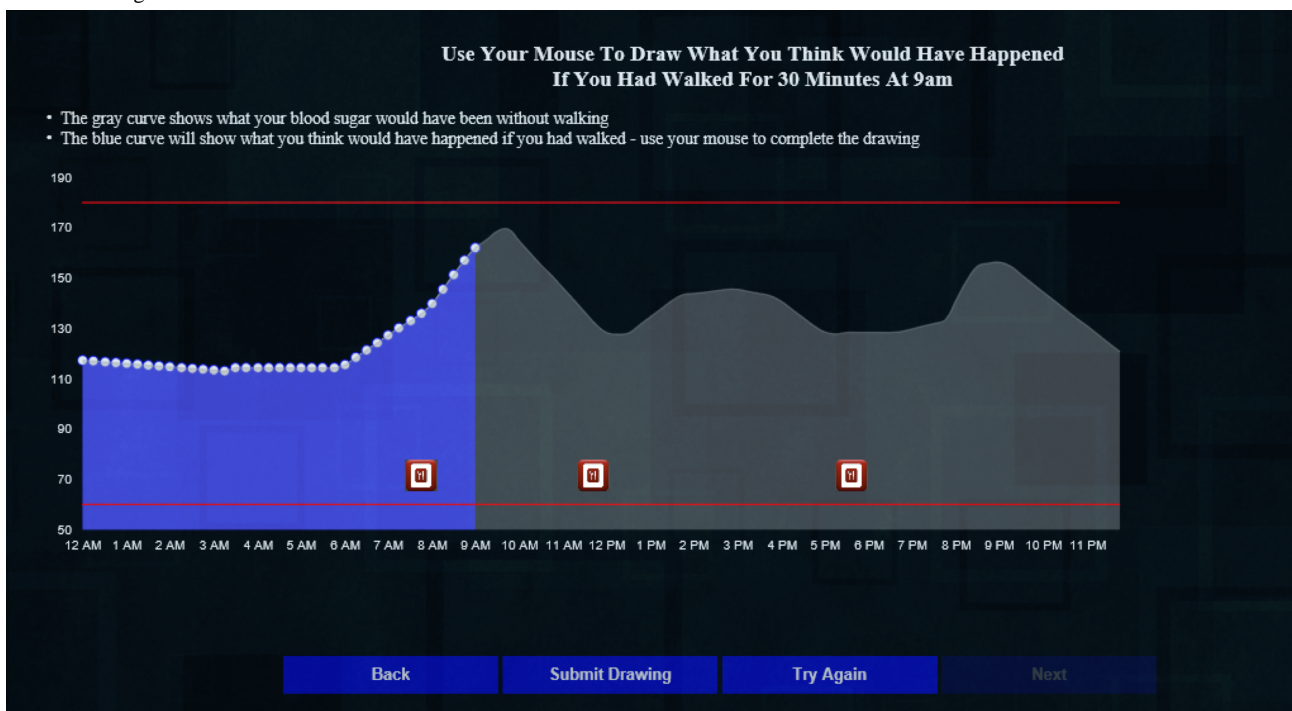 Use Your Mouse To Draw What You Think Would Have Happened
If You Had Walked For 30 Minutes At 9am
• The gray curve shows what your blood sugar would have been without walking
• The blue curve will show what you think would have happened if you had walked - use your mouse to complete the drawing
190
170
150
130
110
90
70
50
12 AM 1 AM 2 AM 3 AM 4 AM 5 AM 6 AM 7 AM 8 AM 9 AM 10 AM 11 AM 12 PM 1 PM 2 PM 3 PM 4 PM 5 PM 6 PM 7 PM 8 PM 9 PM 10 PM 11 PM
Back Submit Drawing Try Again Next